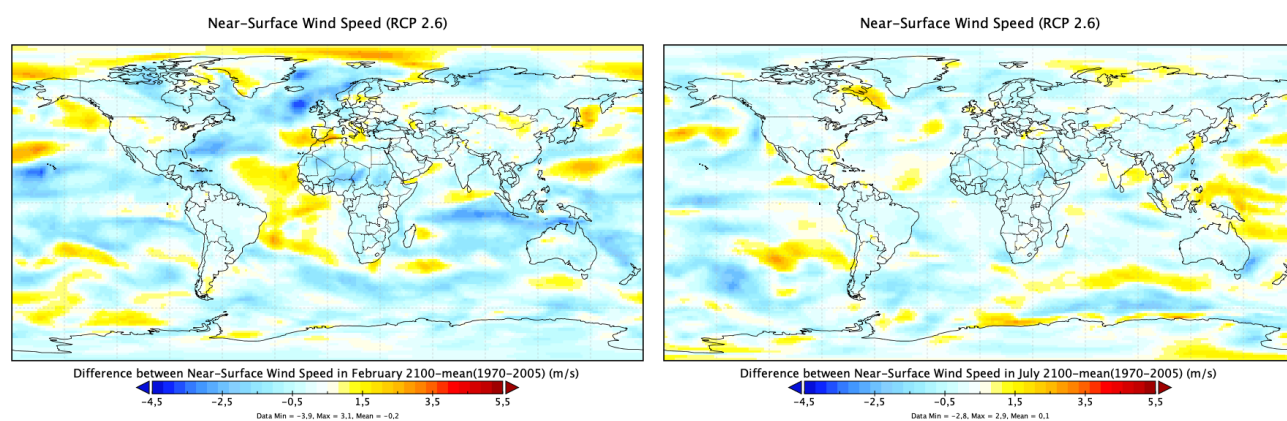 Near-Surface Wind Speed (RCP 2.6)
Difference between Near-Surface Wind Speed in February 2100-mean(1970-2005) (m/s)
-4,5 -2,5 -0,5 1,5 3,5 5,5
Data Min = -3,9, Max = 3,1, Mean = -0,2
Near-Surface Wind Speed (RCP 2.6)
Difference between Near-Surface Wind Speed in July 2100-mean(1970-2005) (m/s)
-4,5 -2,5 -0,5 1,5 3,5 5,5
Data Min = -2,8, Max = 2,9, Mean = 0,1